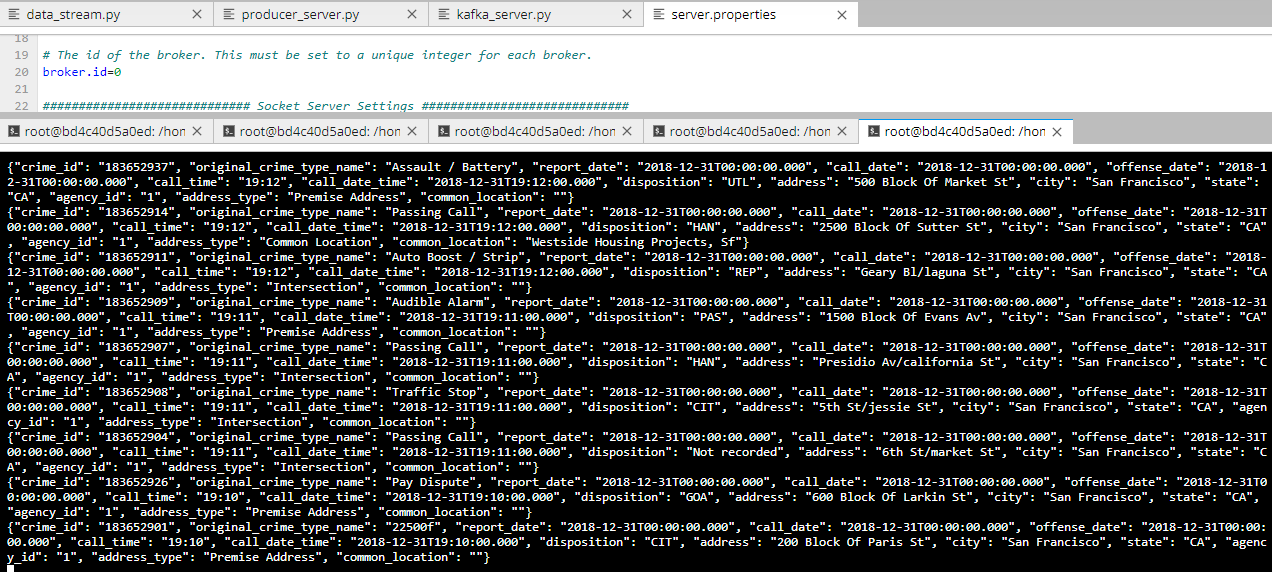 data_stream.py producer_server.py kafka_server.py server.properties
18
19 # The id of the broker. This must be set to a unique integer for each broker.
20 broker.id=0
21
22 ############################# Socket Server Settings #############################
root@bd4c40d5a0ed: /hon root@bd4c40d5a0ed: /hon root@bd4c40d5a0ed: /hon root@bd4c40d5a0ed: /hon root@bd4c40d5a0ed: /hon
{"crime_id": "183652937", "original_crime_type_name": "Assault / Battery", "report_date": "2018-12-31T00:00:00.000", "call_date": "2018-12-31T00:00:00.000", "offense_date": "2018-1
2-31T00:00:00.000", "call_time": "19:12", "call_date_time": "2018-12-31T19:12:00.000", "disposition": "UTL", "address": "500 Block Of Market St", "city": "San Francisco", "state":
"CA", "agency_id": "1", "address_type": "Premise Address", "common_location": ""}
{"crime_id": "183652914", "original_crime_type_name": "Passing Call", "report_date": "2018-12-31T00:00:00.000", "call_date": "2018-12-31T00:00:00.000", "offense_date": "2018-12-31T
00:00:00.000", "call_time": "19:12", "call_date_time": "2018-12-31T19:12:00.000", "disposition": "HAN", "address": "2500 Block Of Sutter St", "city": "San Francisco", "state": "CA"
, "agency_id": "1", "address_type": "Common Location", "common_location": "Westside Housing Projects, Sf"}
{"crime_id": "183652911", "original_crime_type_name": "Auto Boost / Strip", "report_date": "2018-12-31T00:00:00.000", "call_date": "2018-12-31T00:00:00.000", "offense_date": "2018-
12-31T00:00:00.000", "call_time": "19:12", "call_date_time": "2018-12-31T19:12:00.000", "disposition": "REP", "address": "Geary Bl/laguna St", "city": "San Francisco", "state": "CA
", "agency_id": "1", "address_type": "Intersection", "common_location": ""}
{"crime_id": "183652909", "original_crime_type_name": "Audible Alarm", "report_date": "2018-12-31T00:00:00.000", "call_date": "2018-12-31T00:00:00.000", "offense_date": "2018-12-31
T00:00:00.000", "call_time": "19:11", "call_date_time": "2018-12-31T19:11:00.000", "disposition": "PAS", "address": "1500 Block Of Evans Av", "city": "San Francisco", "state": "CA"
, "agency_id": "1", "address_type": "Premise Address", "common_location": ""}
{"crime_id": "183652907", "original_crime_type_name": "Passing Call", "report_date": "2018-12-31T00:00:00.000", "call_date": "2018-12-31T00:00:00.000", "offense_date": "2018-12-31T
00:00:00.000", "call_time": "19:11", "call_date_time": "2018-12-31T19:11:00.000", "disposition": "HAN", "address": "Presidio Av/california St", "city": "San Francisco", "state": "C
A", "agency_id": "1", "address_type": "Intersection", "common_location": ""}
{"crime_id": "183652908", "original_crime_type_name": "Traffic Stop", "report_date": "2018-12-31T00:00:00.000", "call_date": "2018-12-31T00:00:00.000", "offense_date": "2018-12-31T
00:00:00.000", "call_time": "19:11", "call_date_time": "2018-12-31T19:11:00.000", "disposition": "CIT", "address": "5th St/jessie St", "city": "San Francisco", "state": "CA", "agen
cy_id": "1", "address_type": "Intersection", "common_location": ""}
{"crime_id": "183652904", "original_crime_type_name": "Passing Call", "report_date": "2018-12-31T00:00:00.000", "call_date": "2018-12-31T00:00:00.000", "offense_date": "2018-12-31T
00:00:00.000", "call_time": "19:11", "call_date_time": "2018-12-31T19:11:00.000", "disposition": "Not recorded", "address": "6th St/market St", "city": "San Francisco", "state": "C
A", "agency_id": "1", "address_type": "Intersection", "common_location": ""}
{"crime_id": "183652926", "original_crime_type_name": "Pay Dispute", "report_date": "2018-12-31T00:00:00.000", "call_date": "2018-12-31T00:00:00.000", "offense_date": "2018-12-31T0
0:00:00.000", "call_time": "19:10", "call_date_time": "2018-12-31T19:10:00.000", "disposition": "GOA", "address": "600 Block Of Larkin St", "city": "San Francisco", "state": "CA",
"agency_id": "1", "address_type": "Premise Address", "common_location": ""}
{"crime_id": "183652901", "original_crime_type_name": "22500f", "report_date": "2018-12-31T00:00:00.000", "call_date": "2018-12-31T00:00:00.000", "offense_date": "2018-12-31T00:00:
00.000", "call_time": "19:10", "call_date_time": "2018-12-31T19:10:00.000", "disposition": "CIT", "address": "200 Block Of Paris St", "city": "San Francisco", "state": "CA", "agenc
y_id": "1", "address_type": "Premise Address", "common_location": ""}